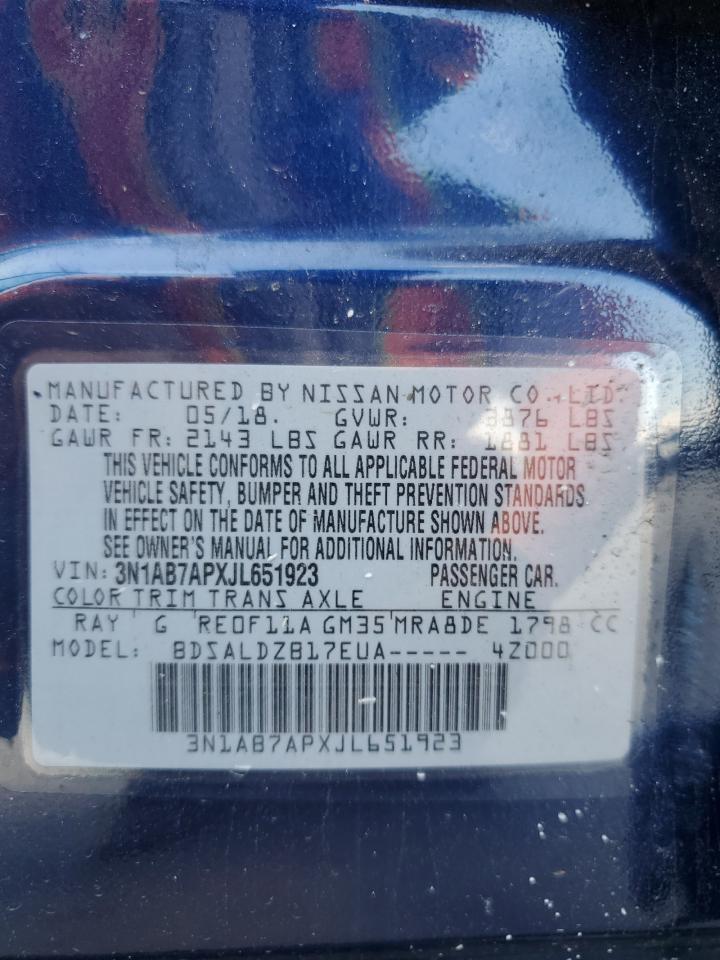 MANUFACTURED BY NISSAN MOTOR CO., LTD.
DATE: 05/18. GVWR: 3876 LBS
GAWR FR: 2143 LBS GAWR RR: 1881 LBS
THIS VEHICLE CONFORMS TO ALL APPLICABLE FEDERAL MOTOR
VEHICLE SAFETY, BUMPER AND THEFT PREVENTION STANDARDS
IN EFFECT ON THE DATE OF MANUFACTURE SHOWN ABOVE.
SEE OWNER'S MANUAL FOR ADDITIONAL INFORMATION.
VIN: 3N1AB7APXJL651923 PASSENGER CAR.
COLOR TRIM TRANS AXLE ENGINE
RAY G RE0F11A GM35 MRA8DE 1798 CC
MODEL: BDSALDZB17EUA----- 4Z000
3N1AB7APXJL651923